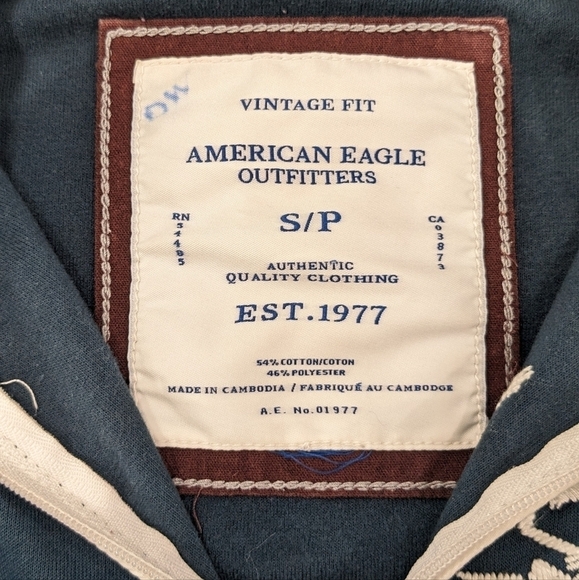 VINTAGE FIT
AMERICAN EAGLE
OUTFITTERS
S/P
RN
54485
CA
03873
AUTHENTIC
QUALITY CLOTHING
EST.1977
54% COTTON/COTON
46% POLYESTER
MADE IN CAMBODIA / FABRIQUÉ AU CAMBODGE
A.E. No.01977